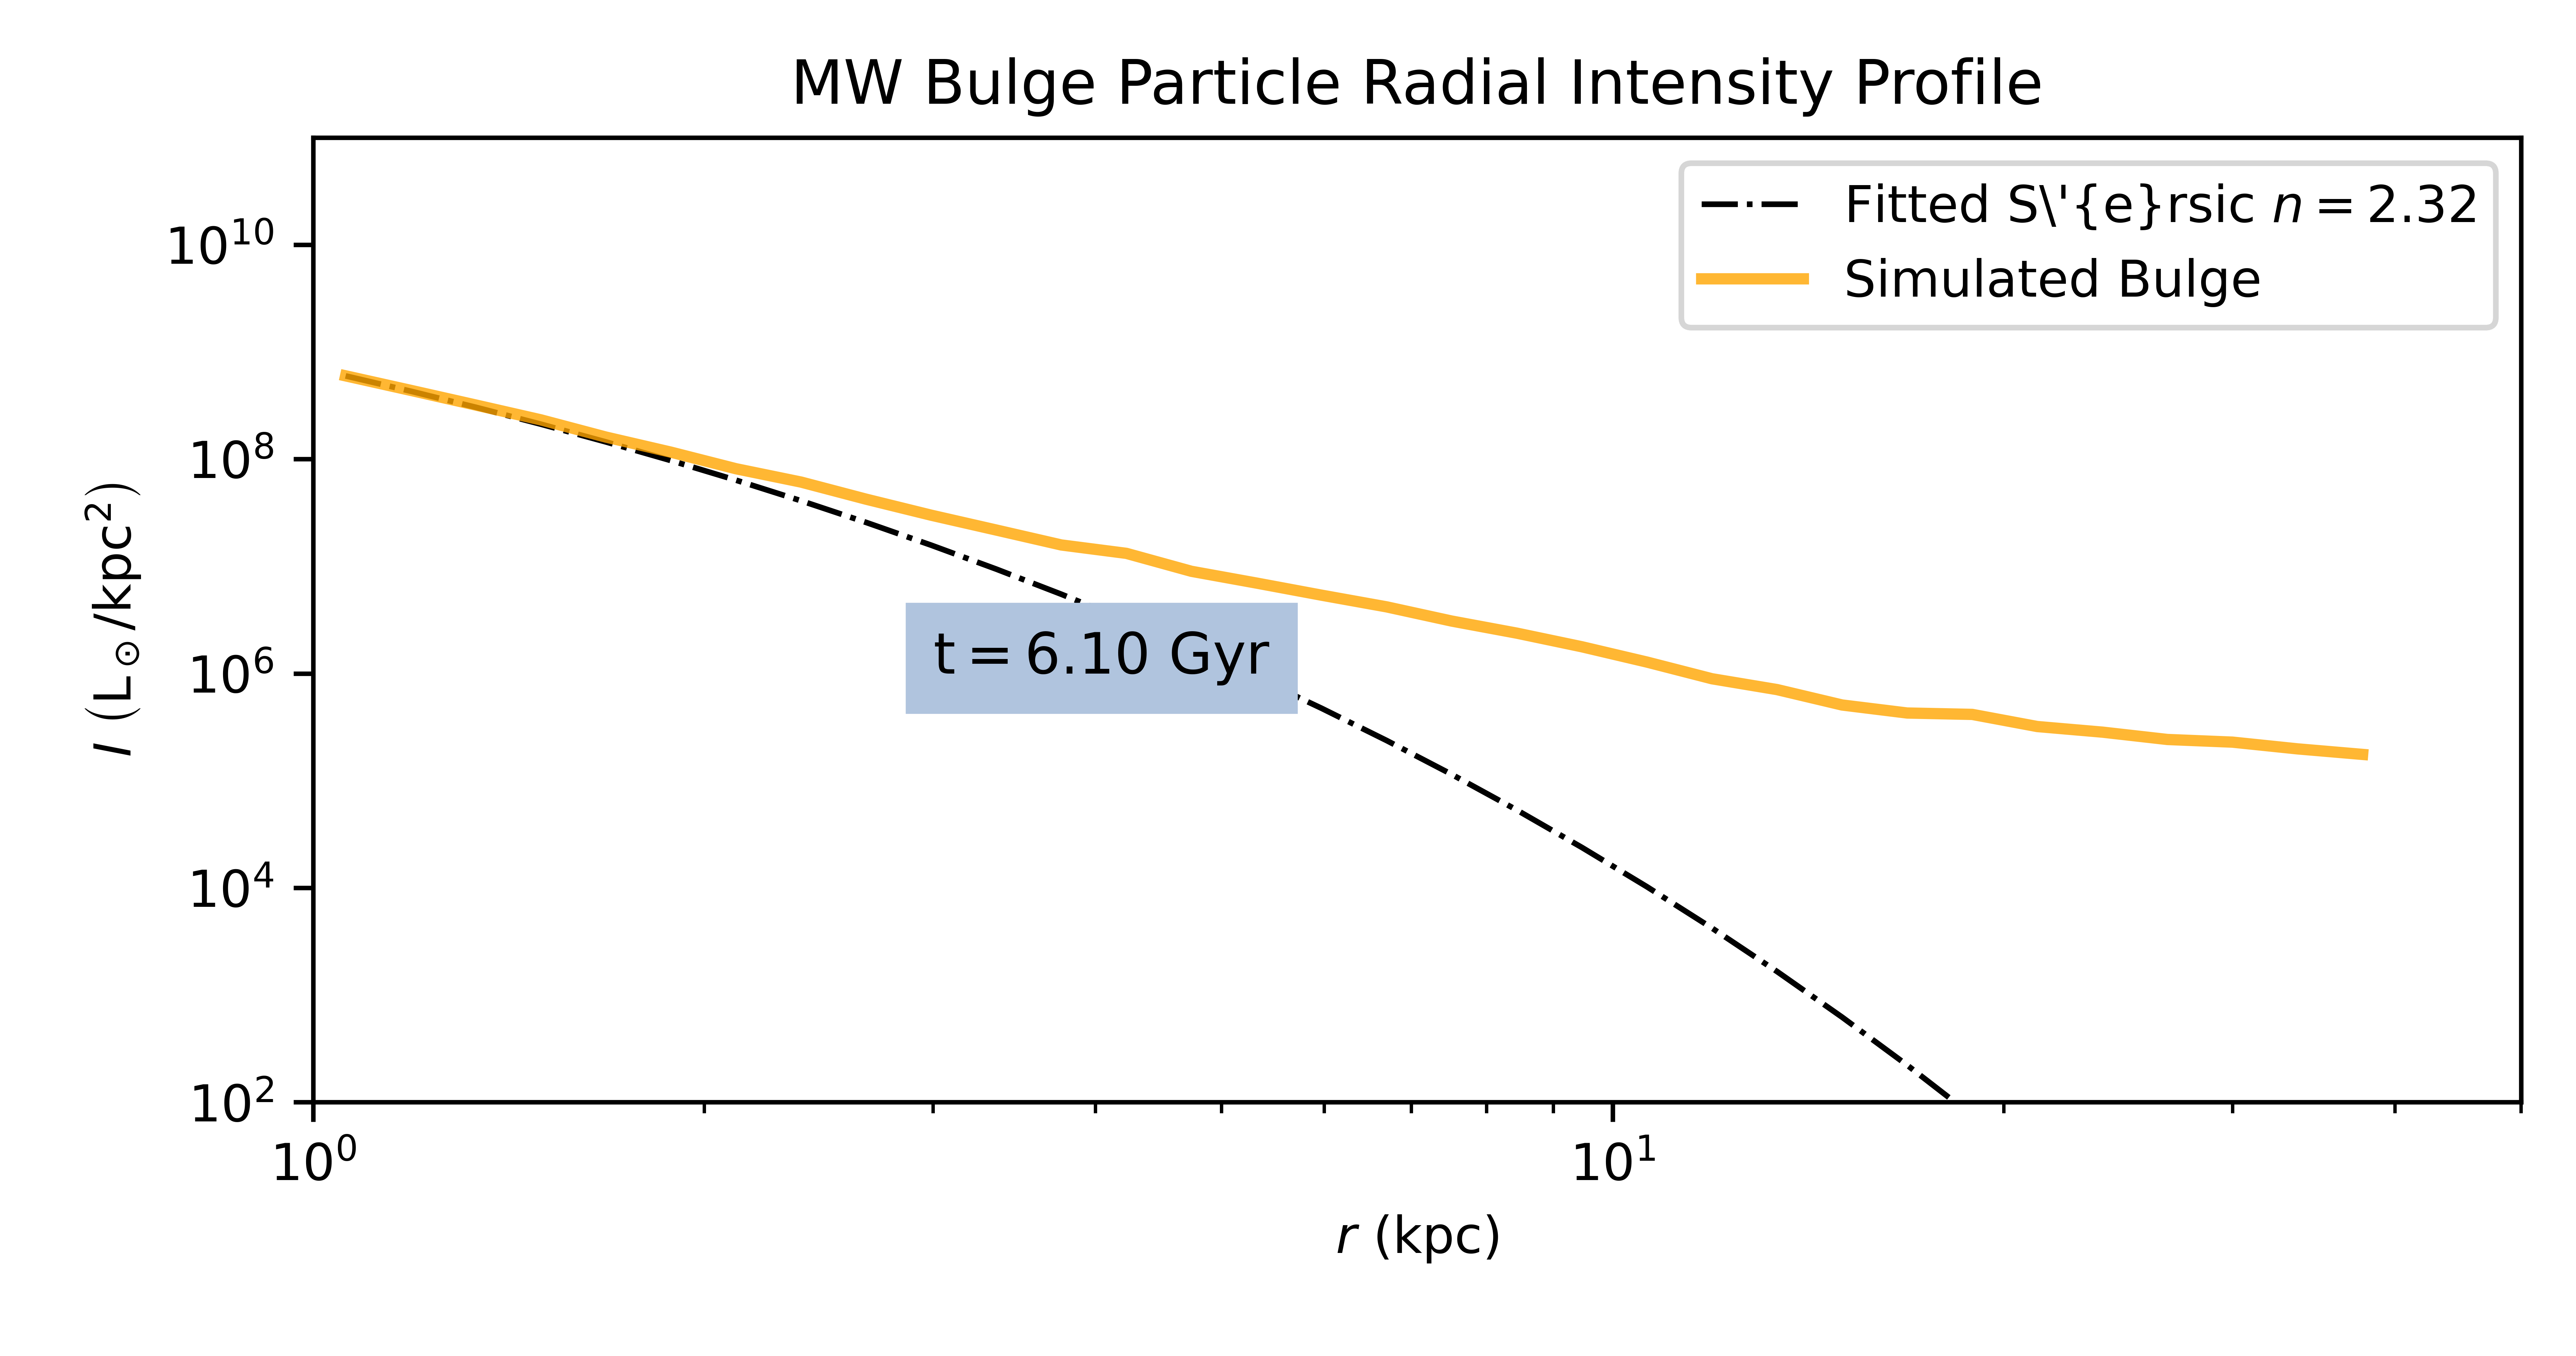 MW Bulge Particle Radial Intensity Profile
Fitted S\'{e}rsic n = 2.32
Simulated Bulge
I (L⊙/kpc²)
10¹⁰
10⁸
10⁶
10⁴
10²
t = 6.10 Gyr
10⁰ 10¹
r (kpc)